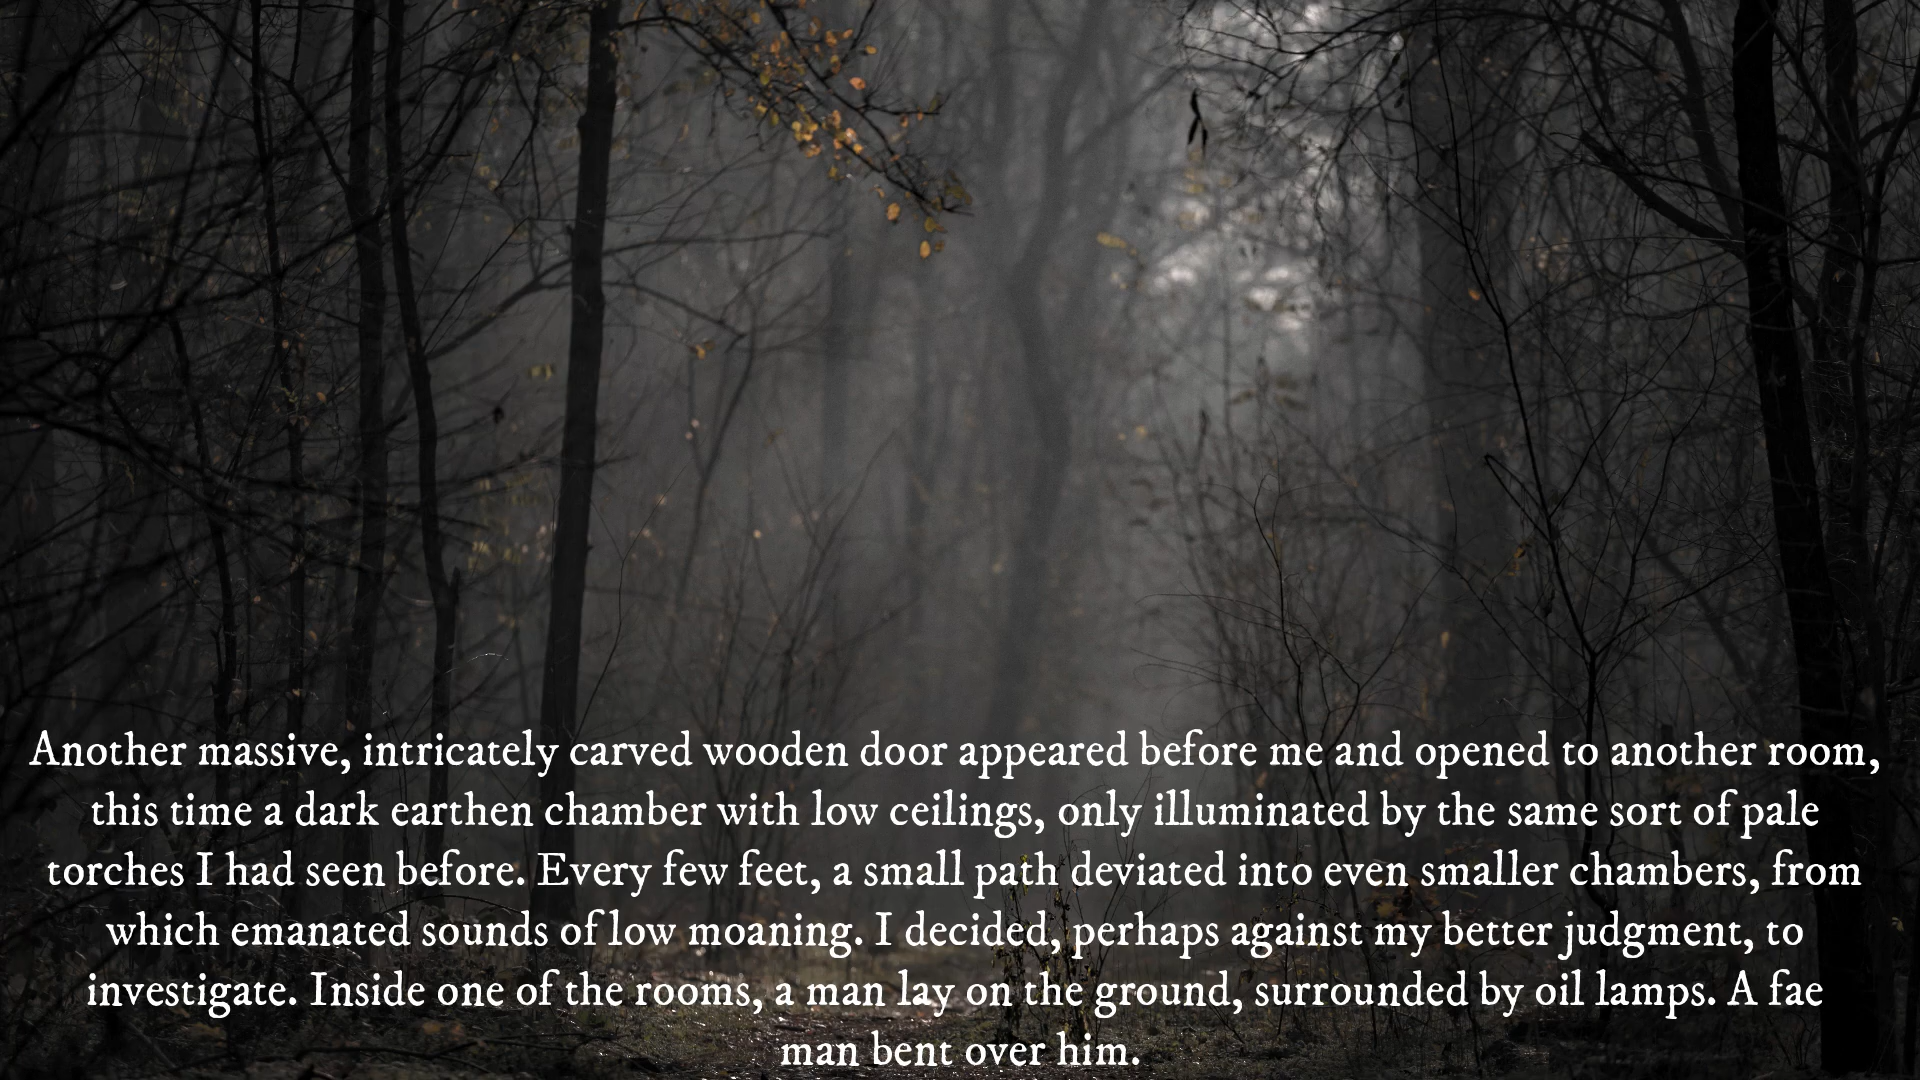 Another massive, intricately carved wooden door appeared before me and opened to another room,
this time a dark earthen chamber with low ceilings, only illuminated by the same sort of pale
torches I had seen before. Every few feet, a small path deviated into even smaller chambers, from
which emanated sounds of low moaning. I decided, perhaps against my better judgment, to
investigate. Inside one of the rooms, a man lay on the ground, surrounded by oil lamps. A fae
man bent over him.